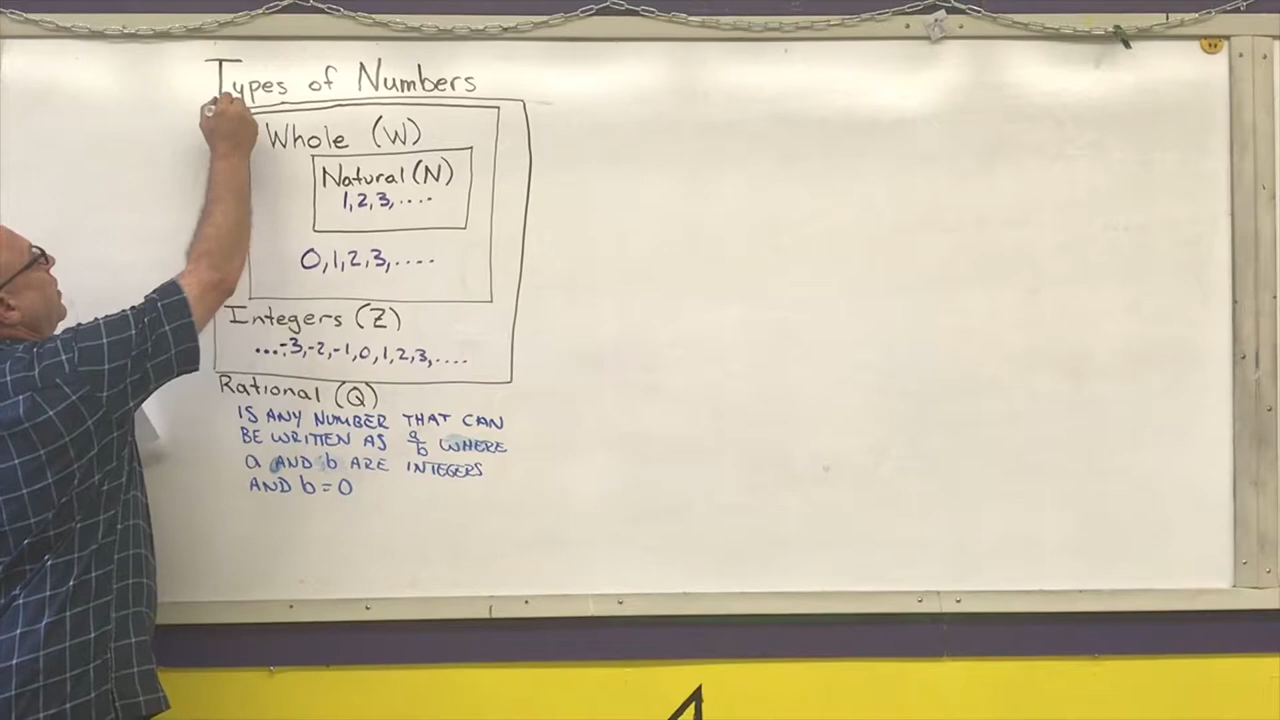 Types of Numbers
Whole (W)
Natural (N)
1, 2, 3, ....
0, 1, 2, 3, ....
Integers (Z)
...-3, -2, -1, 0, 1, 2, 3, ....
Rational (Q)
IS ANY NUMBER THAT CAN
BE WRITTEN AS a/b WHERE
a AND b ARE INTEGERS
AND b = 0